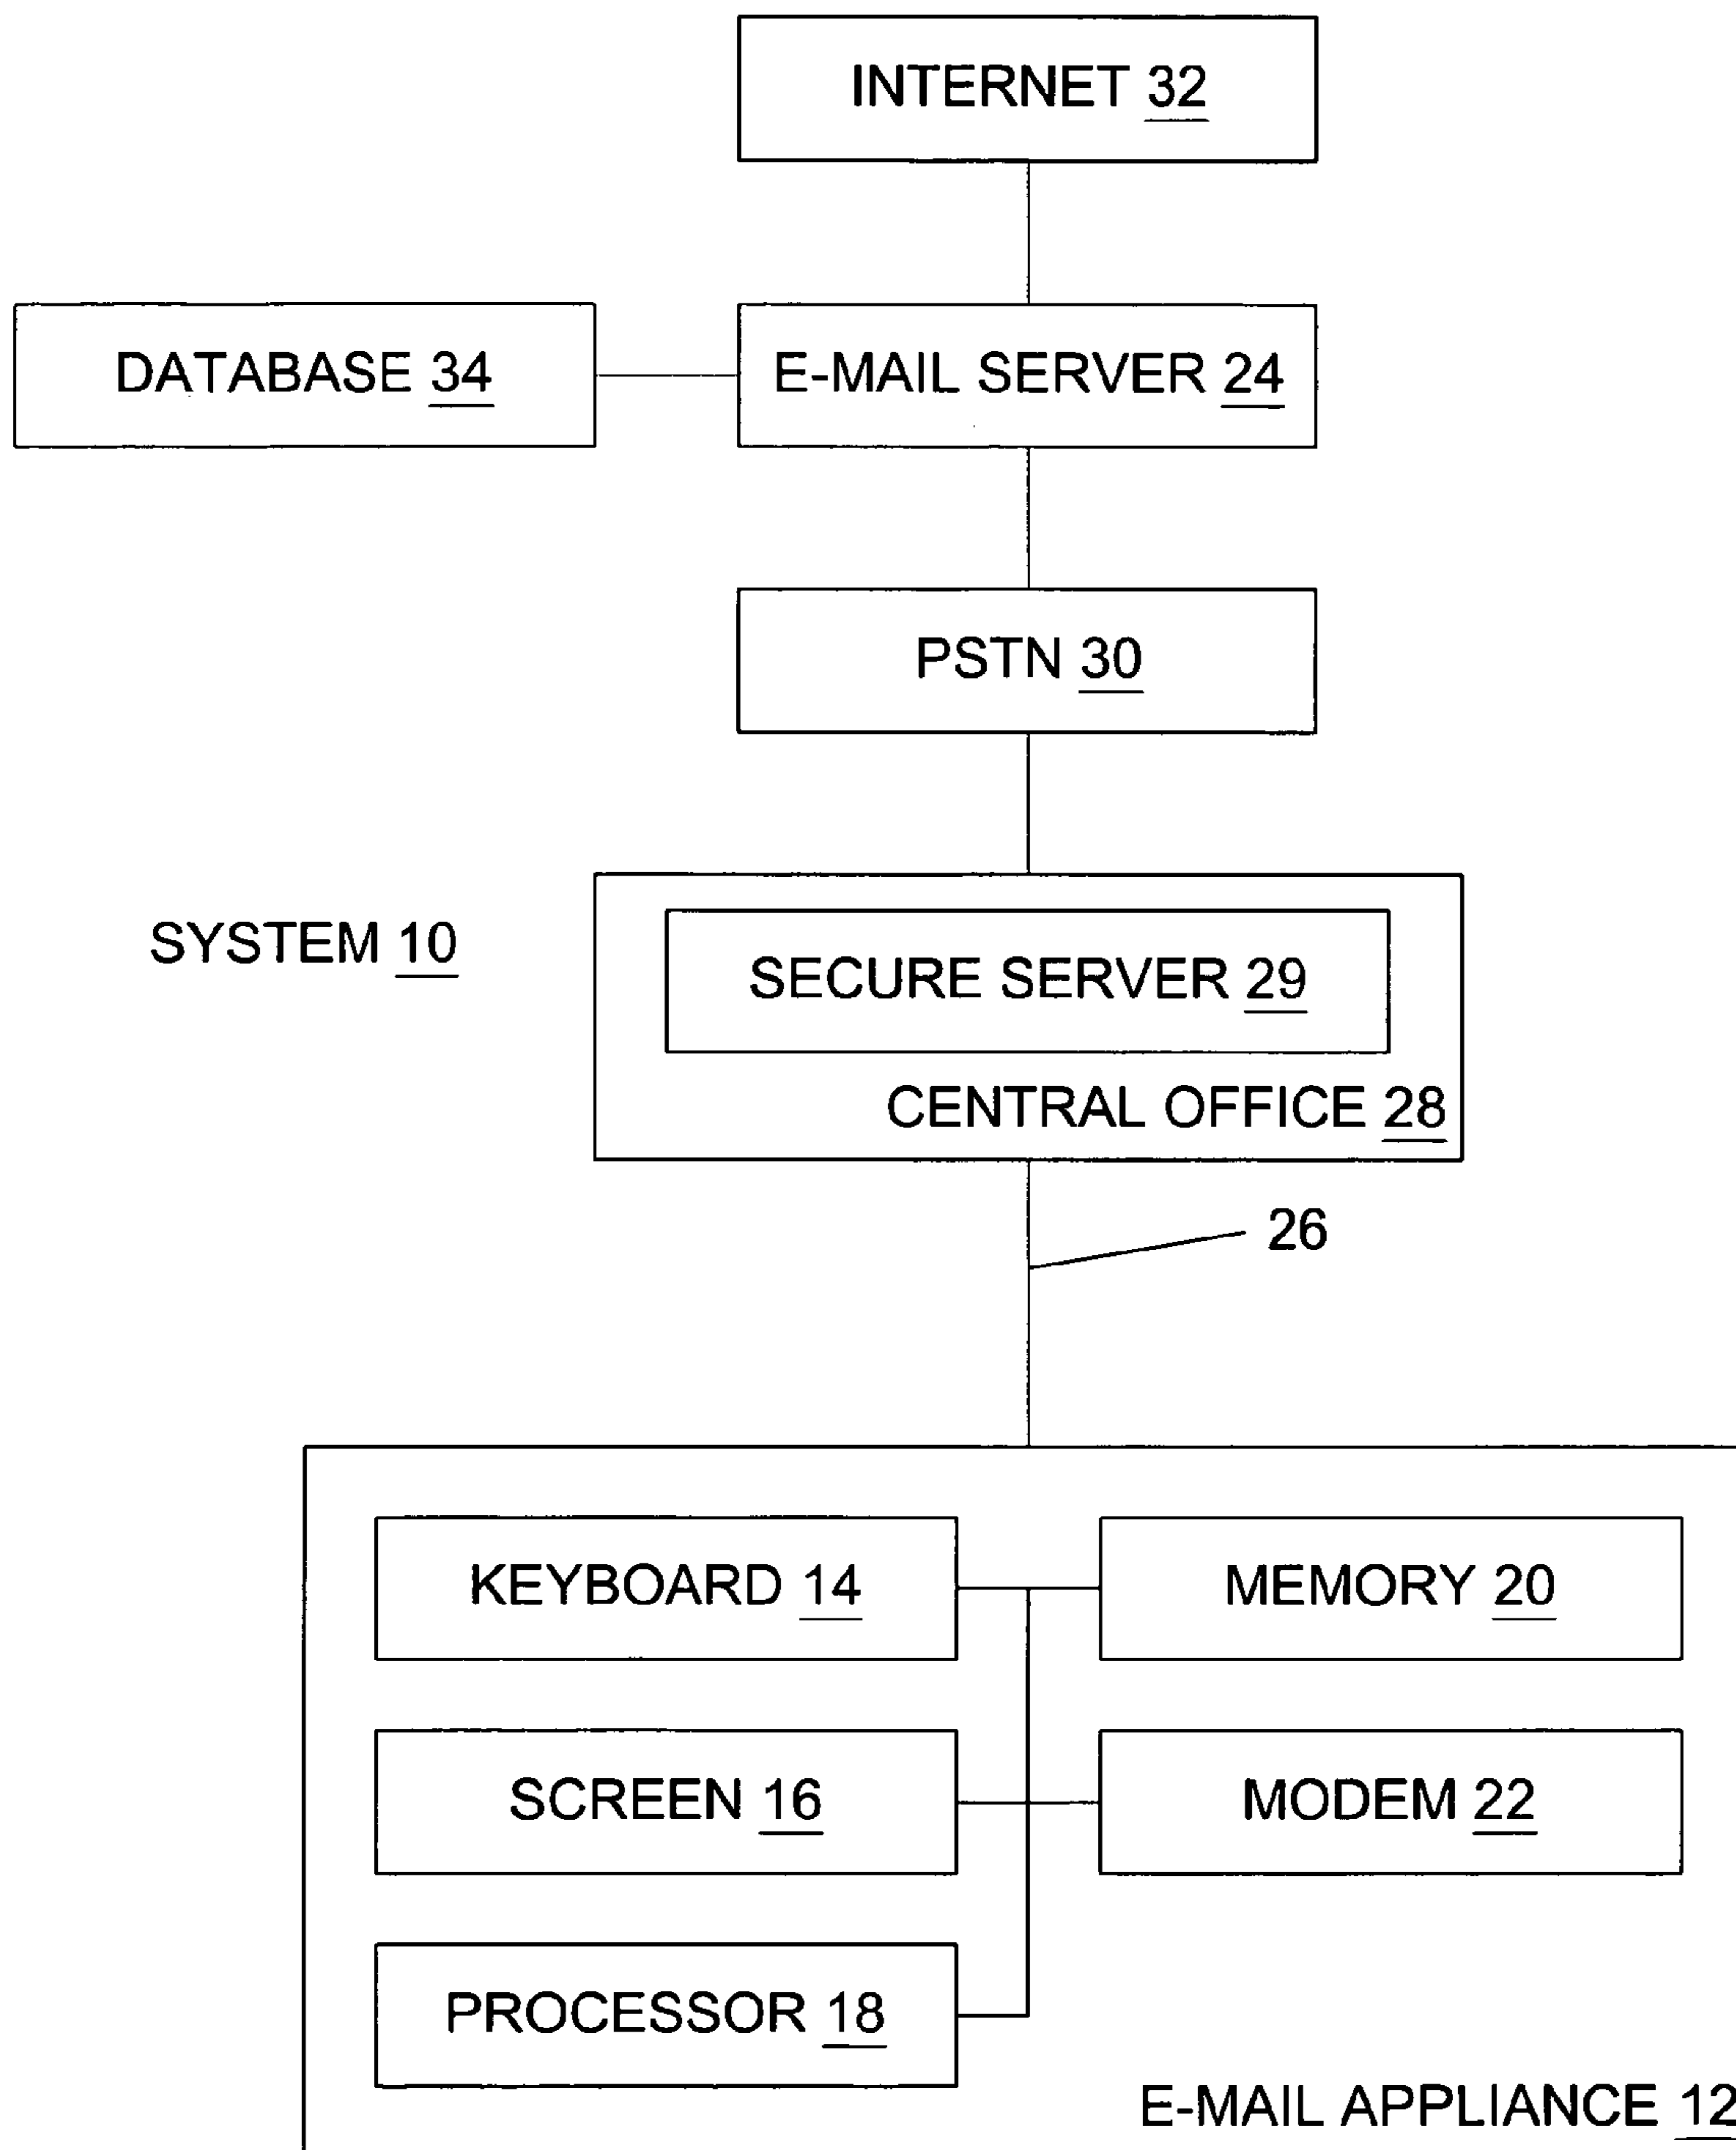 INTERNET 32
DATABASE 34
E-MAIL SERVER 24
PSTN 30
SYSTEM 10
SECURE SERVER 29
CENTRAL OFFICE 28
26
KEYBOARD 14
MEMORY 20
SCREEN 16
MODEM 22
PROCESSOR 18
E-MAIL APPLIANCE 12